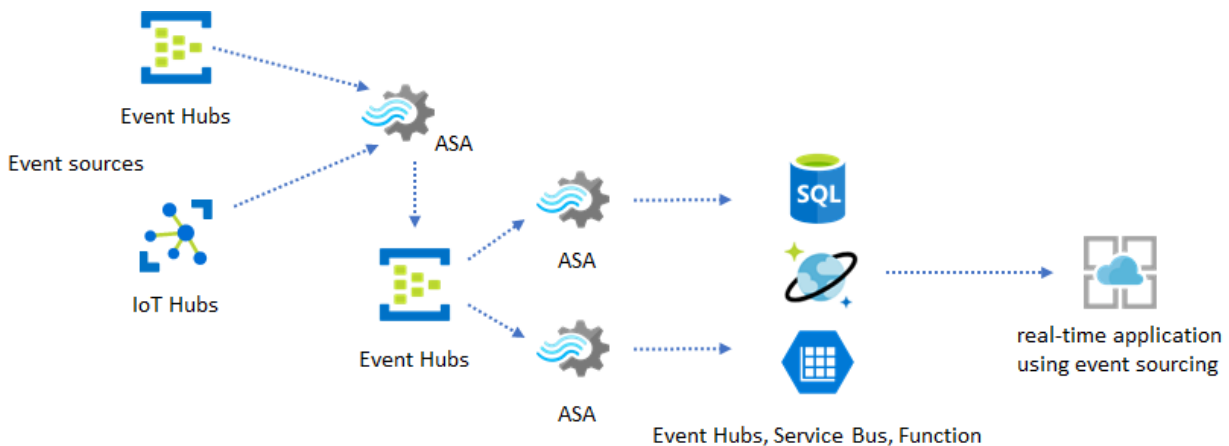 Event Hubs
Event sources
ASA
IoT Hubs
Event Hubs
ASA
ASA
SQL
Event Hubs, Service Bus, Function
real-time application
using event sourcing